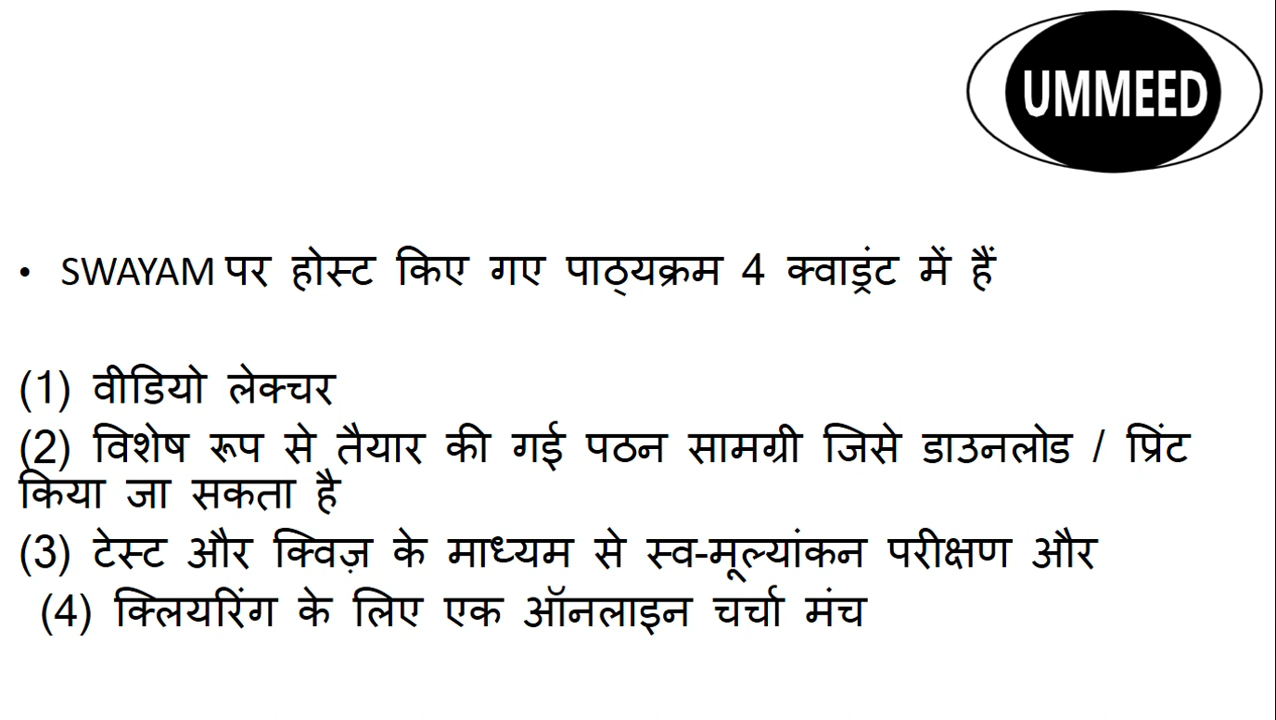 UMMEED
• SWAYAM पर होस्ट किए गए पाठ्यक्रम 4 क्वाड्रंट में हैं
(1) वीडियो लेक्चर
(2) विशेष रूप से तैयार की गई पठन सामग्री जिसे डाउनलोड / प्रिंट
किया जा सकता है
(3) टेस्ट और क्विज़ के माध्यम से स्व-मूल्यांकन परीक्षण और
(4) क्लियरिंग के लिए एक ऑनलाइन चर्चा मंच